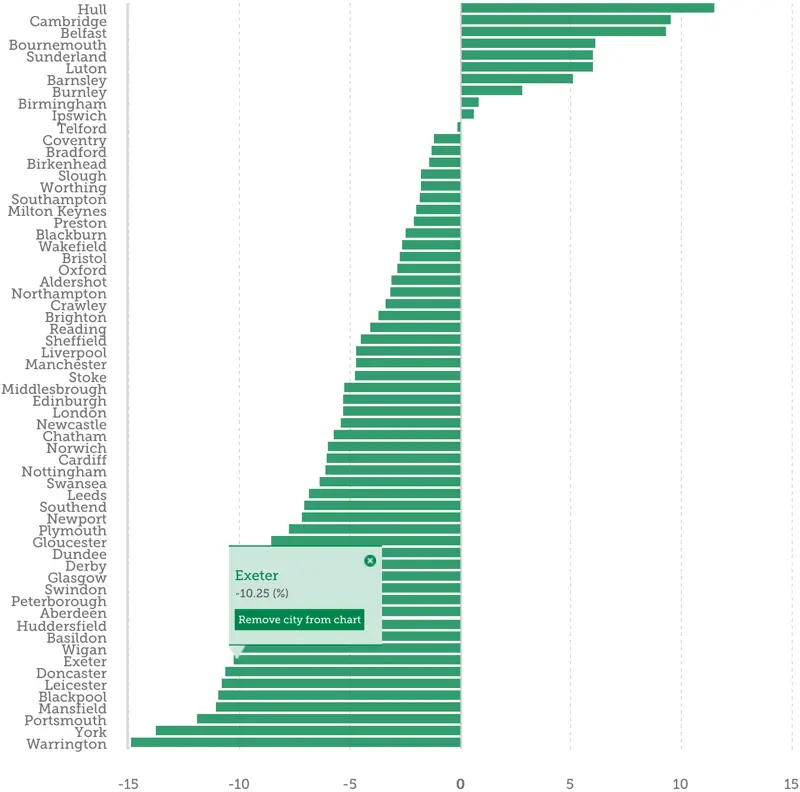 Hull
Cambridge
Belfast
Bournemouth
Sunderland
Luton
Barnsley
Burnley
Birmingham
Ipswich
Telford
Coventry
Bradford
Birkenhead
Slough
Worthing
Southampton
Milton Keynes
Preston
Blackburn
Wakefield
Bristol
Oxford
Aldershot
Northampton
Crawley
Brighton
Reading
Sheffield
Liverpool
Manchester
Stoke
Middlesbrough
Edinburgh
London
Newcastle
Chatham
Norwich
Cardiff
Nottingham
Swansea
Leeds
Southend
Newport
Plymouth
Gloucester
Dundee
Derby
Glasgow
Swindon
Peterborough
Aberdeen
Huddersfield
Basildon
Wigan
Exeter
Doncaster
Leicester
Blackpool
Mansfield
Portsmouth
York
Warrington
Exeter
-10.25 (%)
Remove city from chart
-15 -10 -5 0 5 10 15